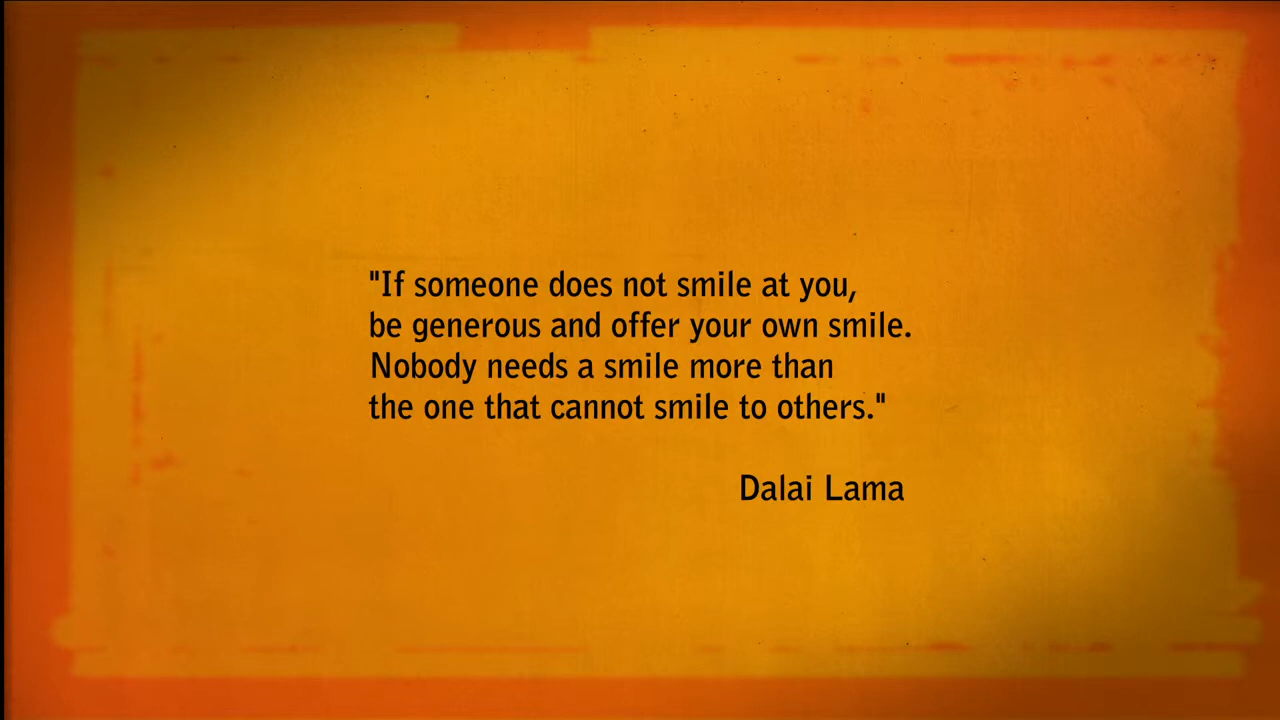 "If someone does not smile at you,
be generous and offer your own smile.
Nobody needs a smile more than
the one that cannot smile to others."
Dalai Lama